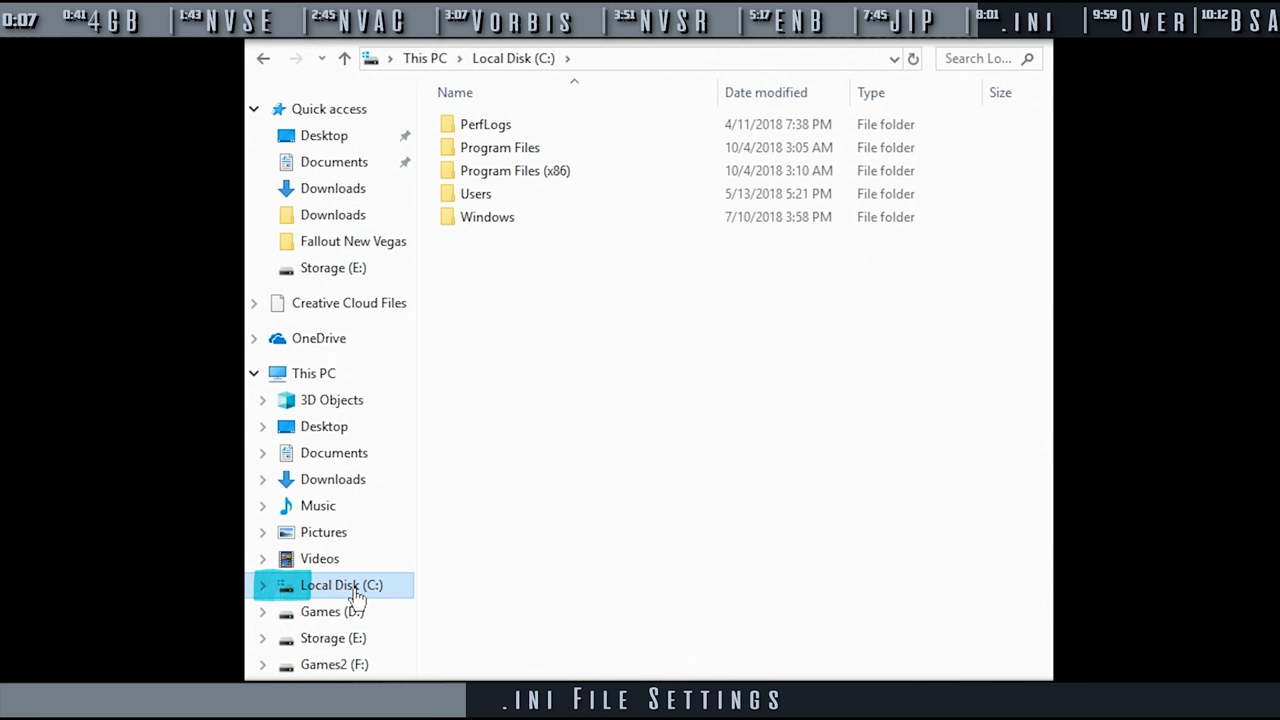 0:07 0:41 4GB 1:43 NVSE 2:45 NVAC 3:07 Vorbis 3:51 NVSR 5:17 ENB 7:45 JIP 8:01 .INI 9:59 Over 10:12 BSA
This PC Local Disk (C:) Search Lo...
Name Date modified Type Size
Quick access
Desktop
Documents
Downloads
Downloads
Fallout New Vegas
Storage (E:)
Creative Cloud Files
OneDrive
This PC
3D Objects
Desktop
Documents
Downloads
Music
Pictures
Videos
Local Disk (C:)
Games (D:)
Storage (E:)
Games2 (F:)
PerfLogs 4/11/2018 7:38 PM File folder
Program Files 10/4/2018 3:05 AM File folder
Program Files (x86) 10/4/2018 3:10 AM File folder
Users 5/13/2018 5:21 PM File folder
Windows 7/10/2018 3:58 PM File folder
.ini File Settings